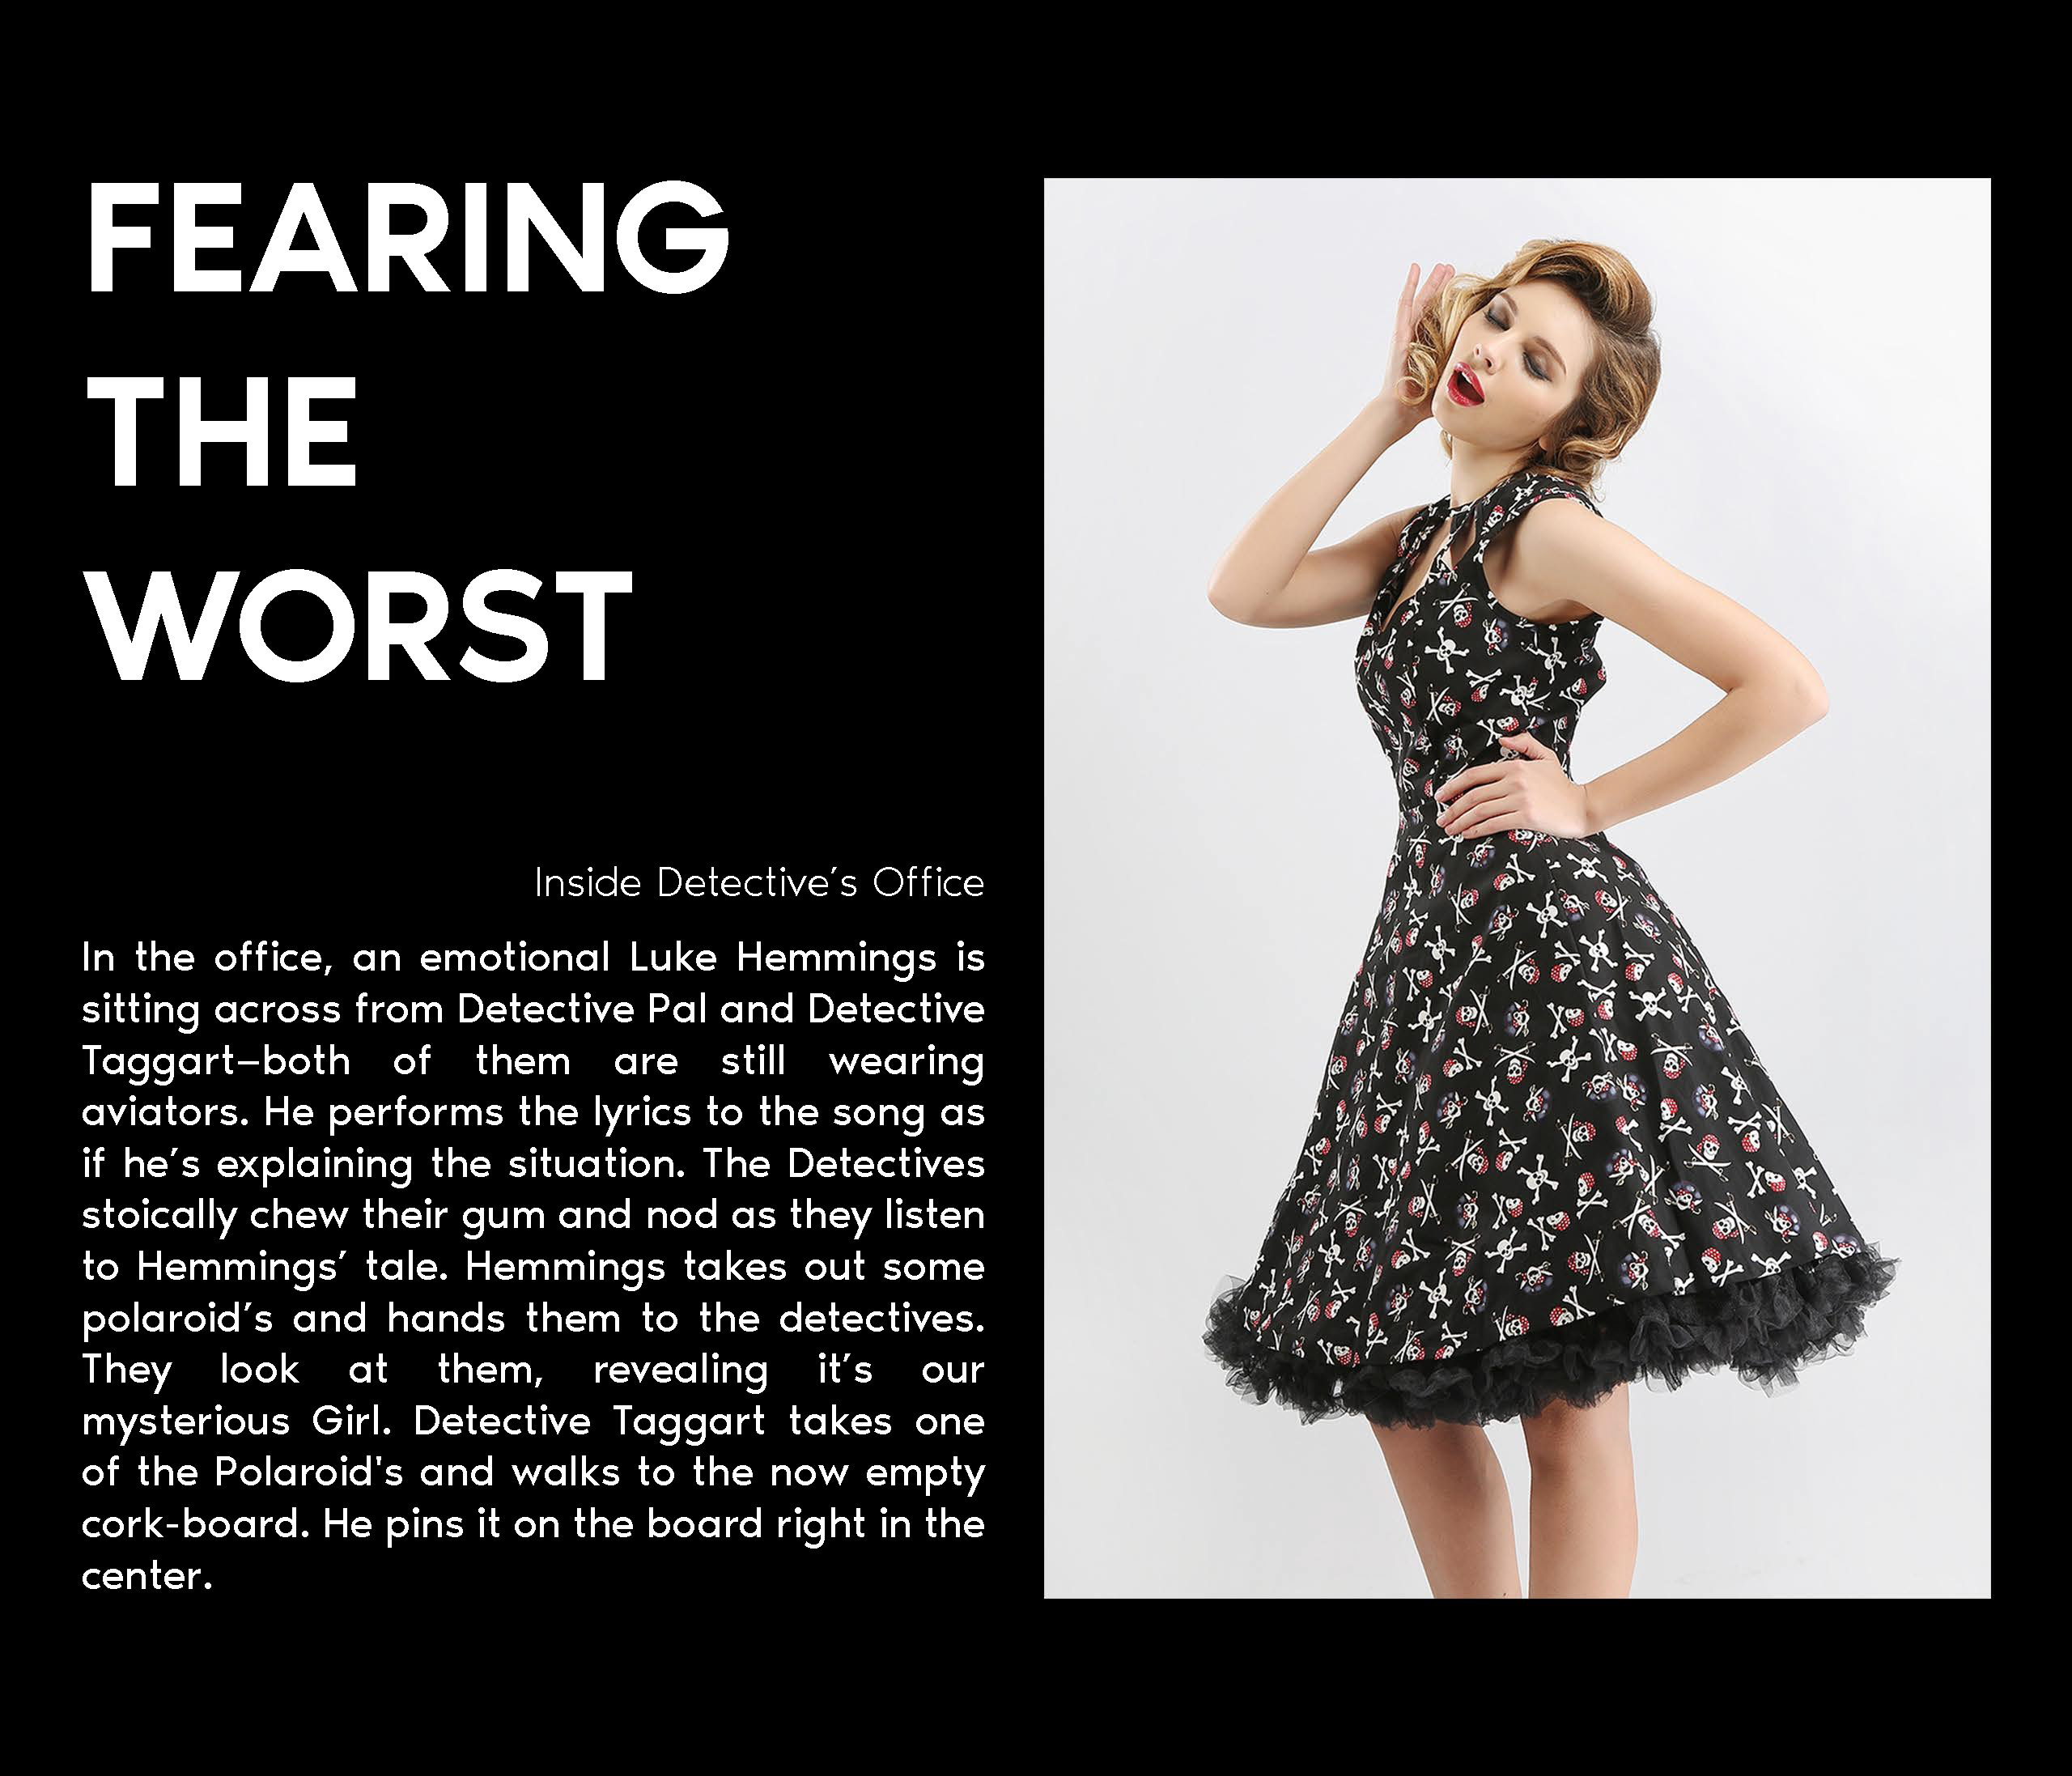 FEARING
THE
WORST
Inside Detective’s Office
In the office, an emotional Luke Hemmings is
sitting across from Detective Pal and Detective
Taggart—both of them are still wearing
aviators. He performs the lyrics to the song as
if he’s explaining the situation. The Detectives
stoically chew their gum and nod as they listen
to Hemmings’ tale. Hemmings takes out some
polaroid’s and hands them to the detectives.
They look at them, revealing it’s our
mysterious Girl. Detective Taggart takes one
of the Polaroid's and walks to the now empty
cork-board. He pins it on the board right in the
center.